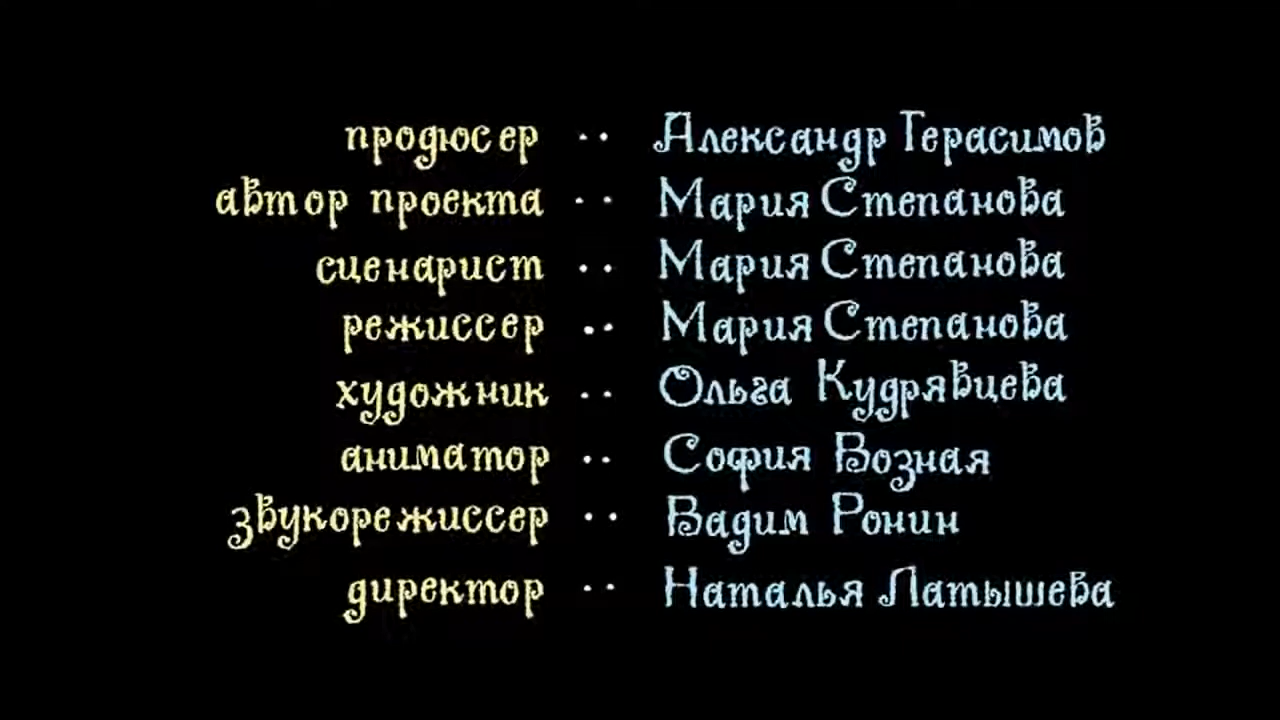 продюсер .. Александр Герасимов
автор проекта .. Мария Степанова
сценарист .. Мария Степанова
режиссер .. Мария Степанова
художник .. Ольга Кудрявцева
аниматор .. София Возная
звукорежиссер .. Вадим Ронин
директор .. Наталья Латышева